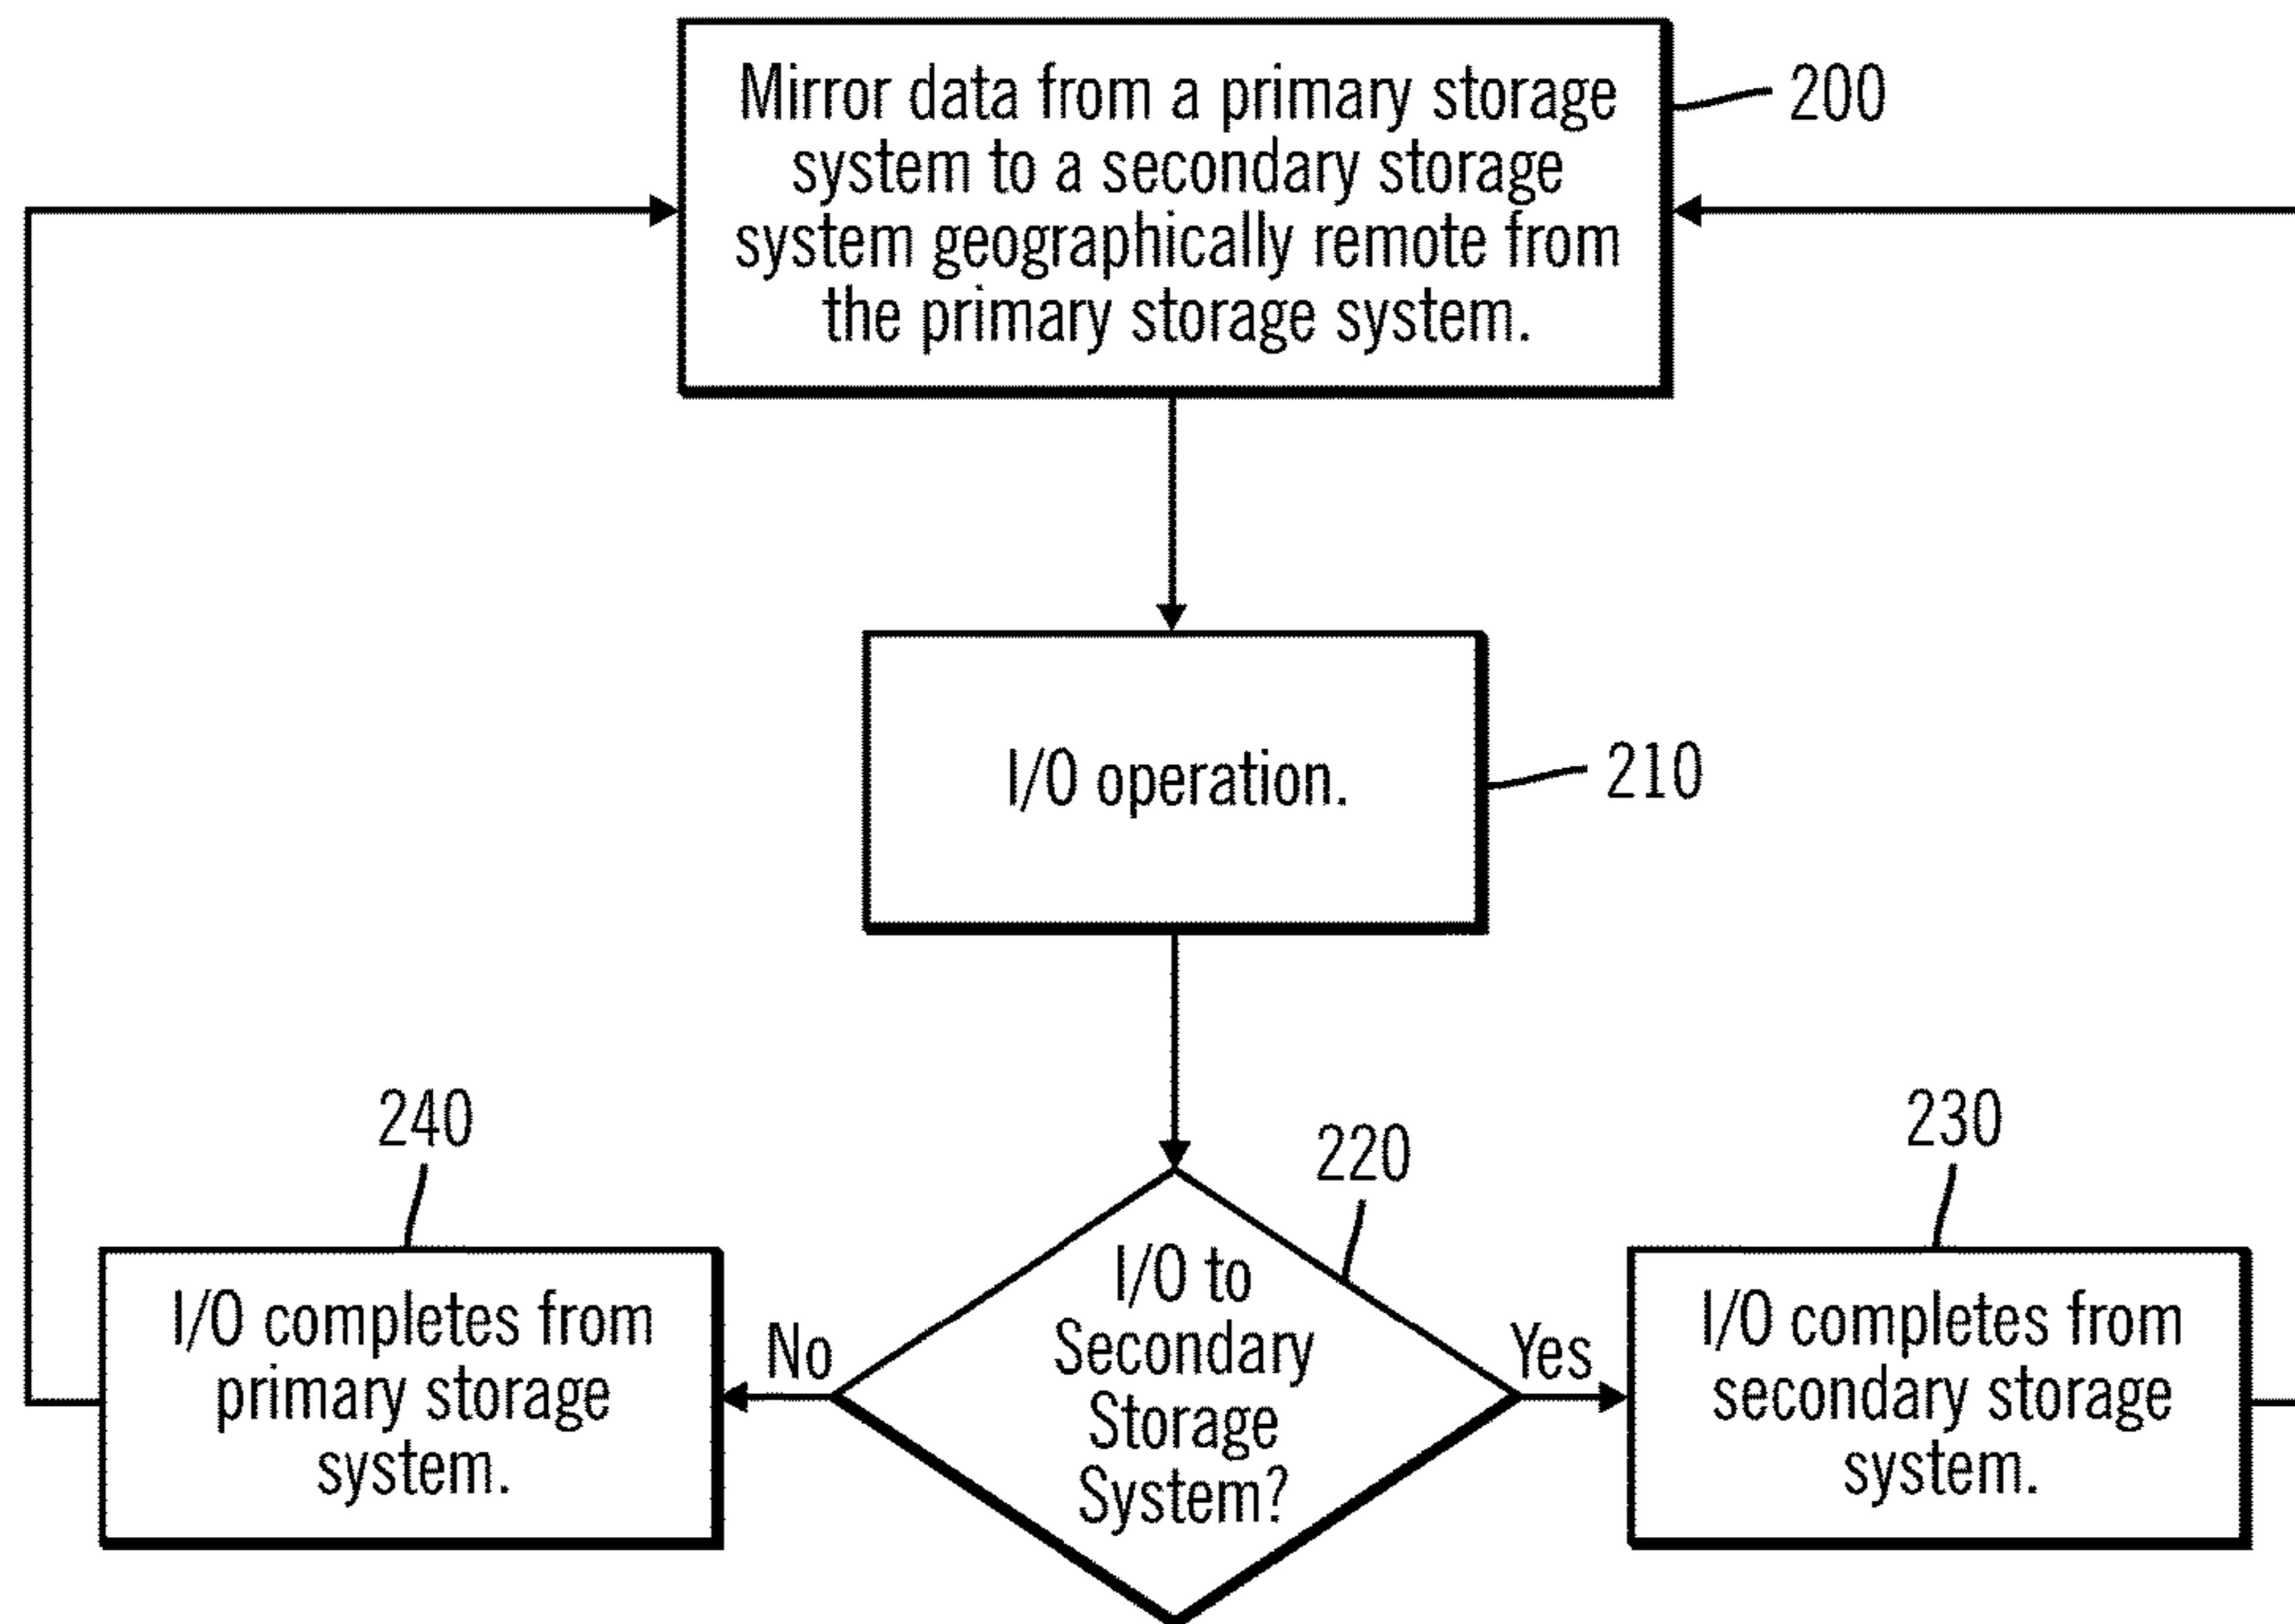 Mirror data from a primary storage
system to a secondary storage
system geographically remote from
the primary storage system.
200
I/O operation.
210
240
220
230
I/O completes from
primary storage
system.
No
I/O to
Secondary
Storage
System?
Yes
I/O completes from
secondary storage
system.